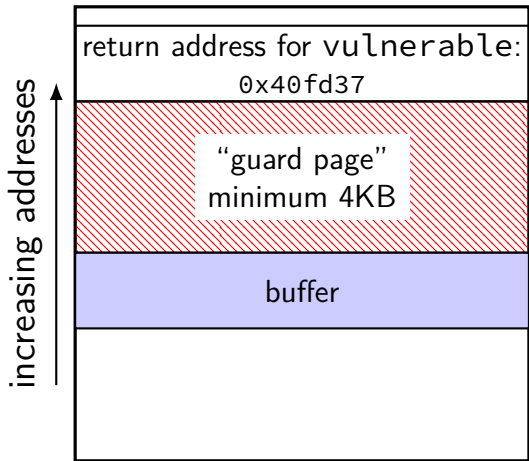 return address for vulnerable:
0x40fd37
“guard page”
minimum 4KB
buffer
increasing addresses